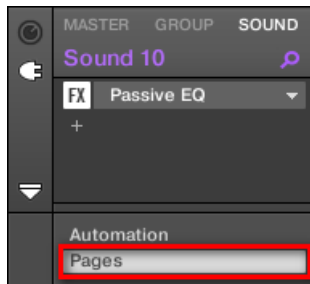 MASTER GROUP SOUND
Sound 10
FX Passive EQ
+
Automation
Pages